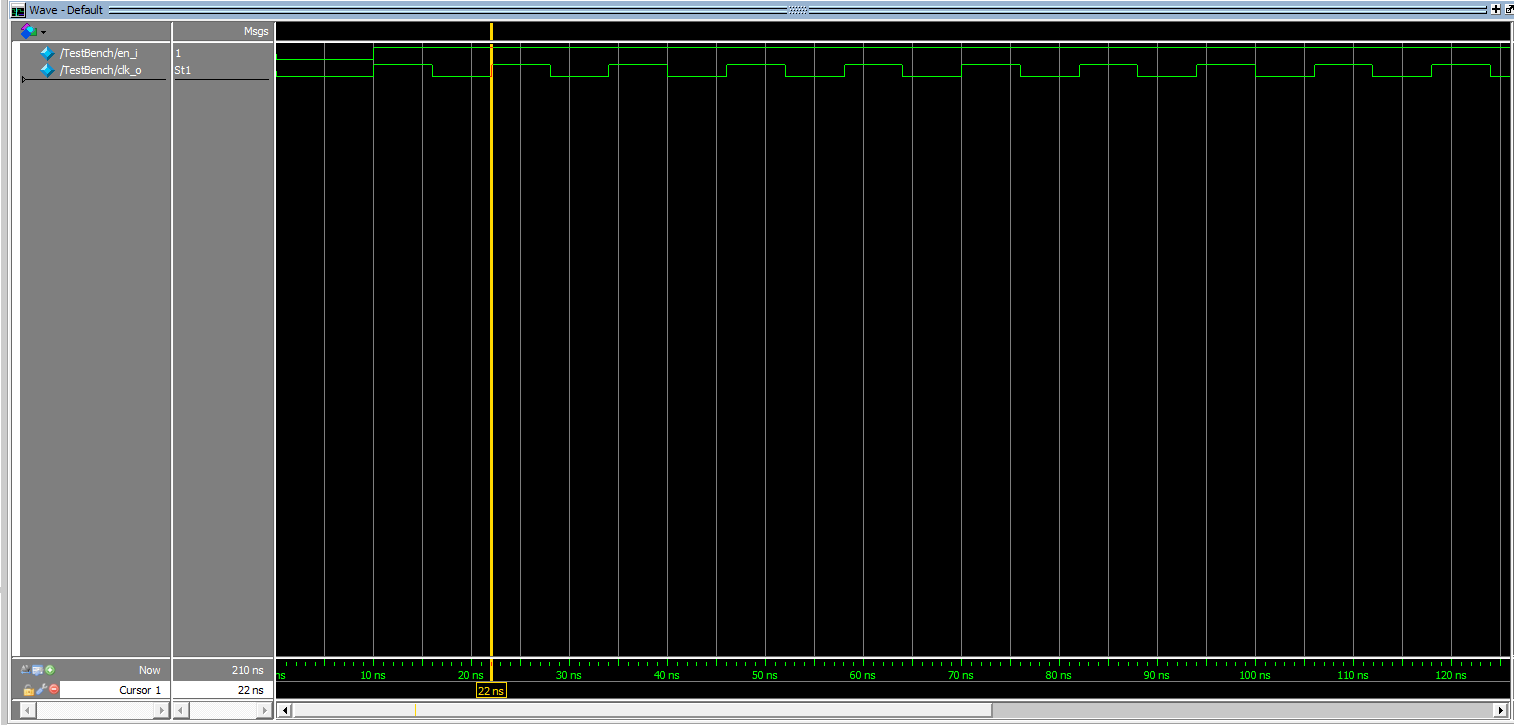 Wave - Default
Msgs
/TestBench/en_i 1
/TestBench/clk_o St1
Now 210 ns
ns 10 ns 20 ns 30 ns 40 ns 50 ns 60 ns 70 ns 80 ns 90 ns 100 ns 110 ns 120 ns
Cursor 1 22 ns
22 ns